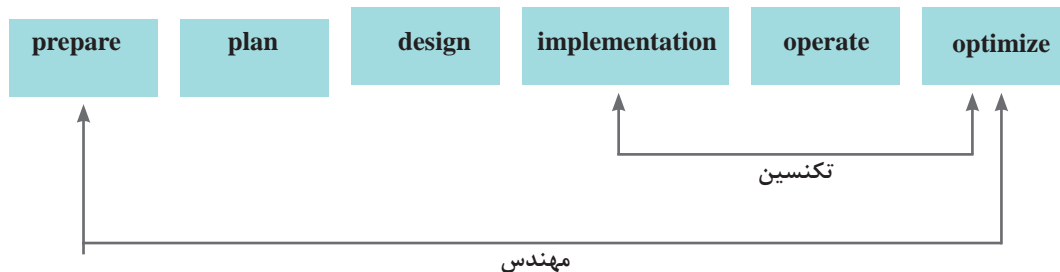 prepare
plan
design
implementation
operate
optimize
تکنسین
مهندس